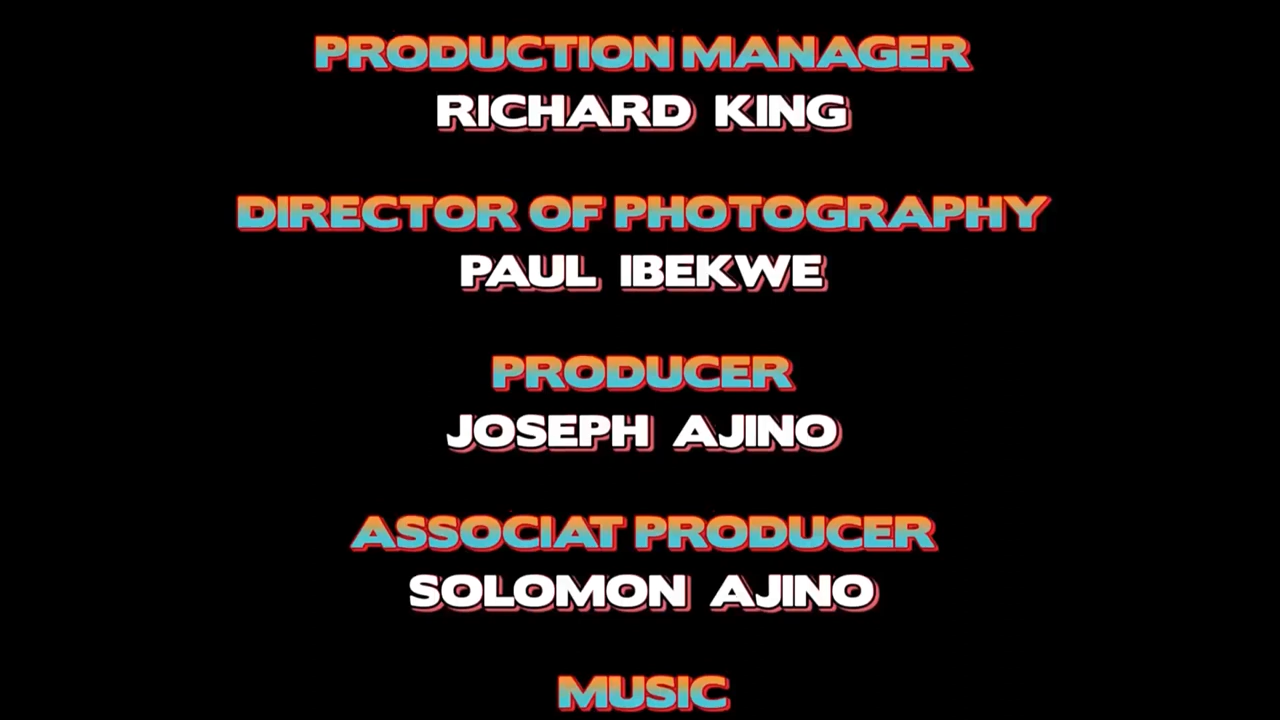 PRODUCTION MANAGER
RICHARD KING
DIRECTOR OF PHOTOGRAPHY
PAUL IBEKWE
PRODUCER
JOSEPH AJINO
ASSOCIAT PRODUCER
SOLOMON AJINO
MUSIC